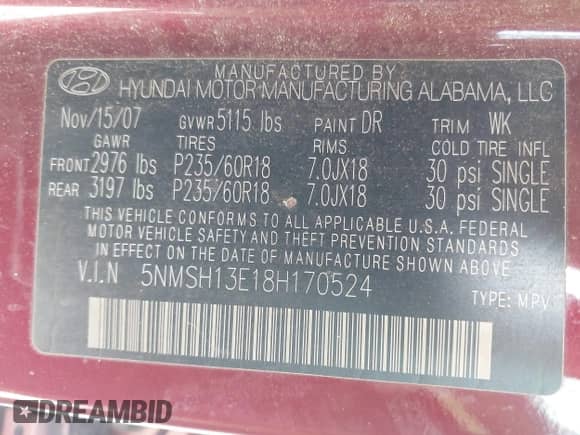 MANUFACTURED BY
HYUNDAI MOTOR MANUFACTURING ALABAMA, LLC
Nov/15/07 GVWR 5115 lbs PAINT DR TRIM WK
GAWR TIRES RIMS COLD TIRE INFL
FRONT 2976 lbs P235/60R18 7.0JX18 30 psi SINGLE
REAR 3197 lbs P235/60R18 7.0JX18 30 psi SINGLE
THIS VEHICLE CONFORMS TO ALL APPLICABLE U.S.A. FEDERAL
MOTOR VEHICLE SAFETY AND THEFT PREVENTION STANDARDS
IN EFFECT ON THE DATE OF MANUFACTURE SHOWN ABOVE.
V.I.N 5NMSH13E18H170524
TYPE: MPV
DREAMBID